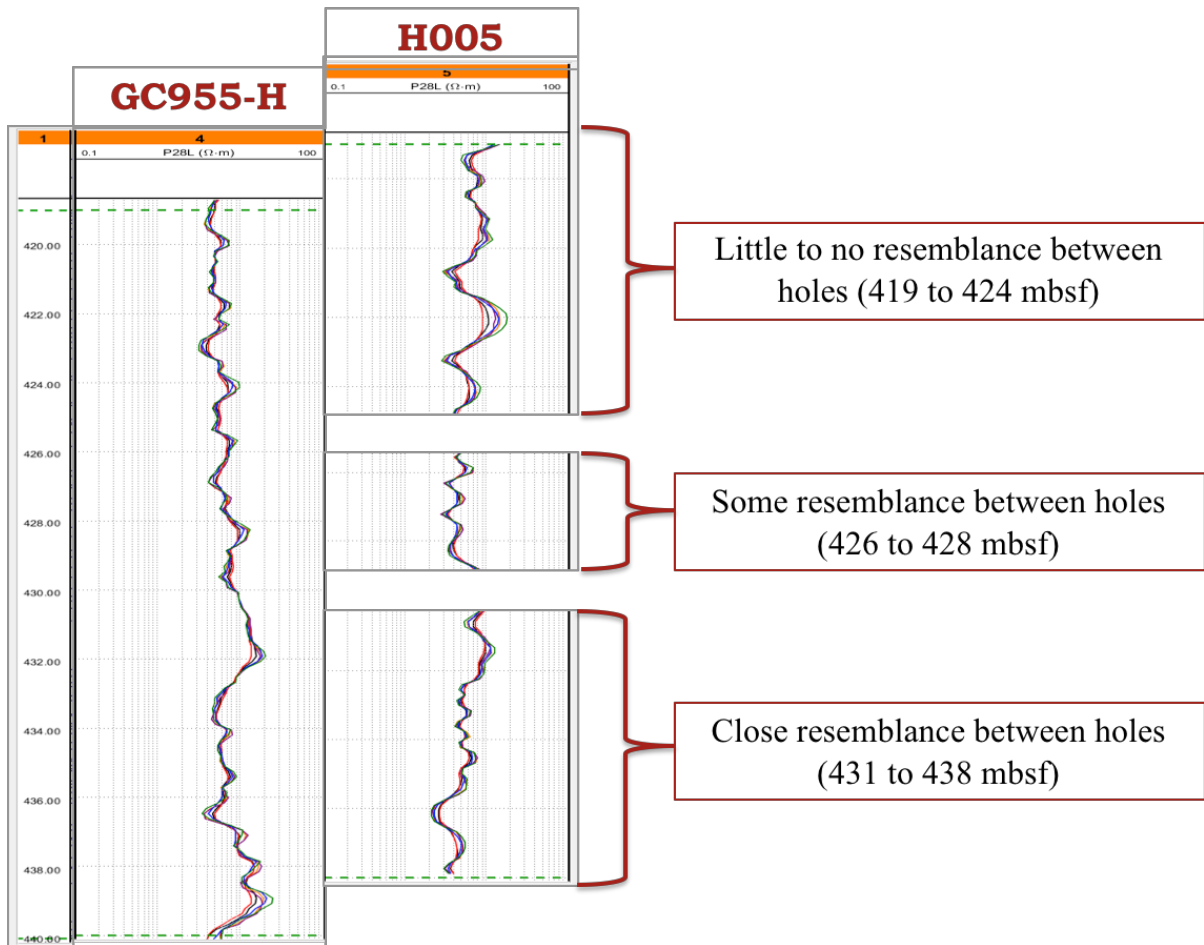 H005
GC955-H
5
0.1 P28L (Ω-m) 100
1
4
0.1 P28L (Ω-m) 100
420.00
422.00
424.00
426.00
428.00
430.00
432.00
434.00
436.00
438.00
440.00
Little to no resemblance between
holes (419 to 424 mbsf)
Some resemblance between holes
(426 to 428 mbsf)
Close resemblance between holes
(431 to 438 mbsf)